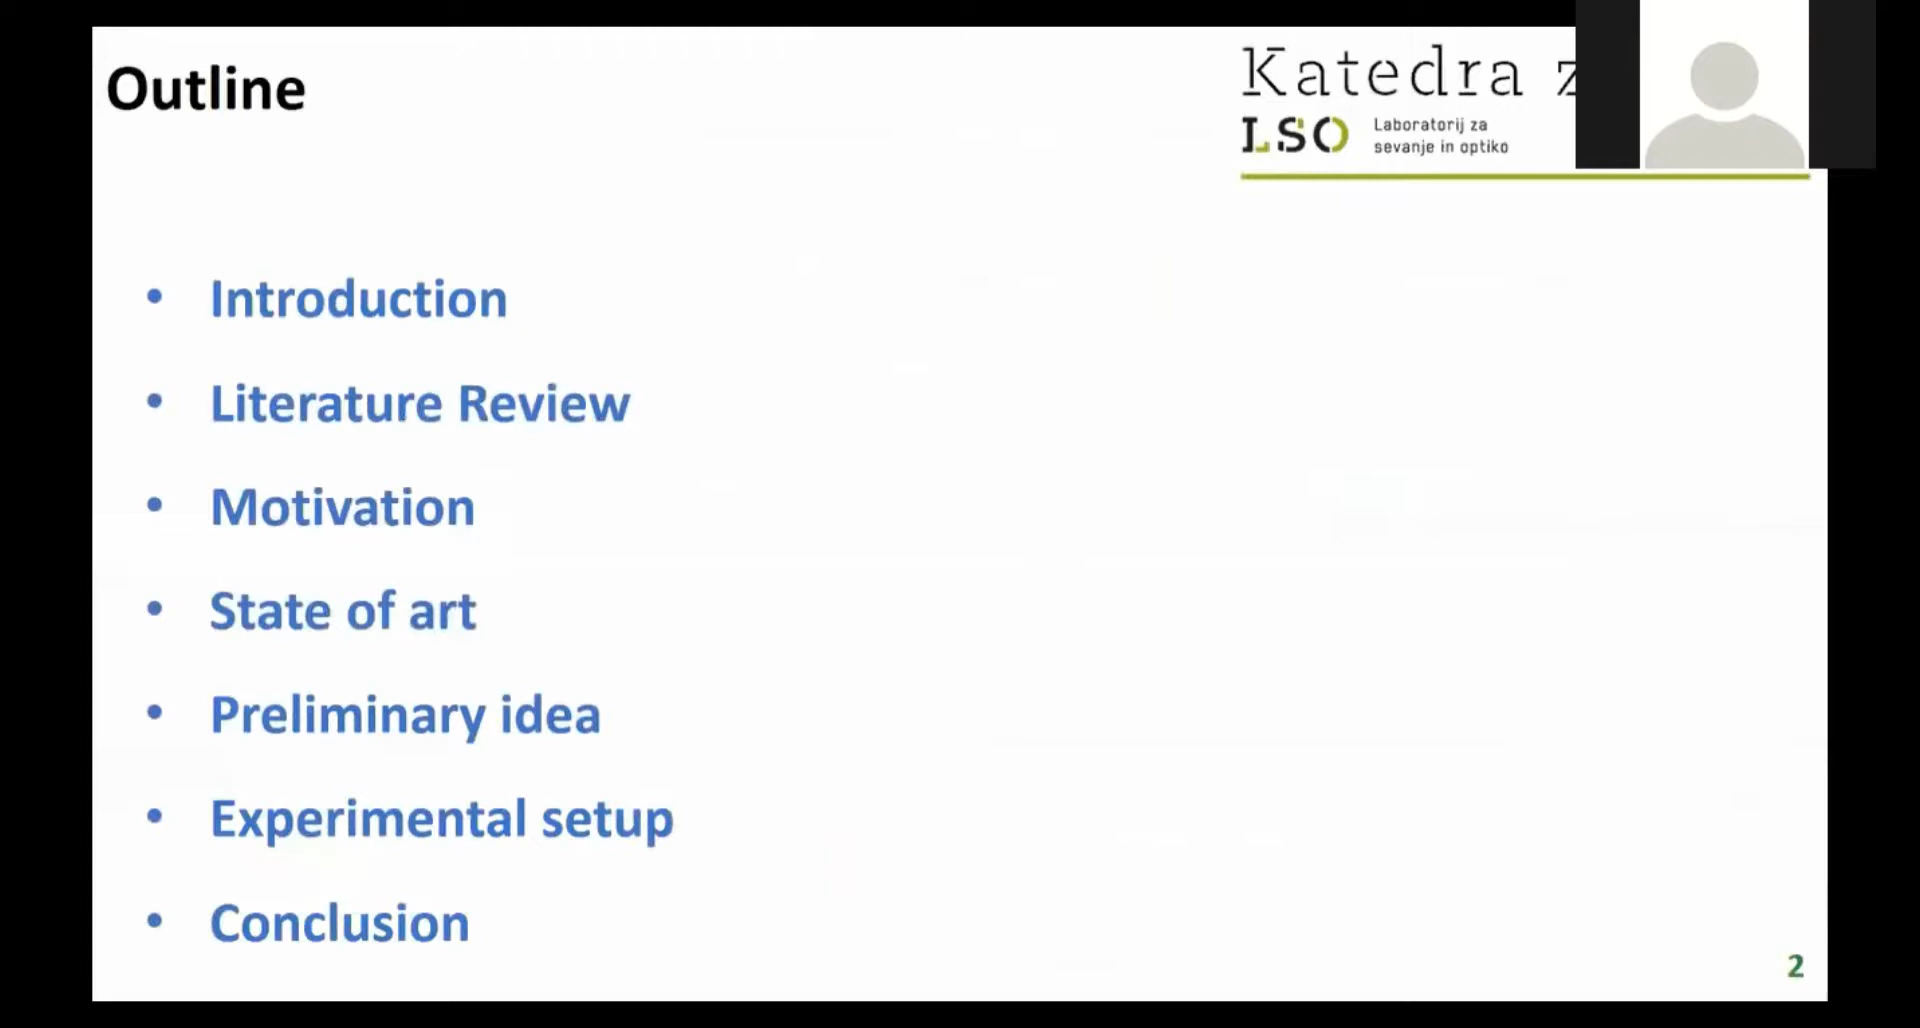 Outline
Katedra z
LSO
Laboratorij za
sevanje in optiko
• Introduction
• Literature Review
• Motivation
• State of art
• Preliminary idea
• Experimental setup
• Conclusion
2